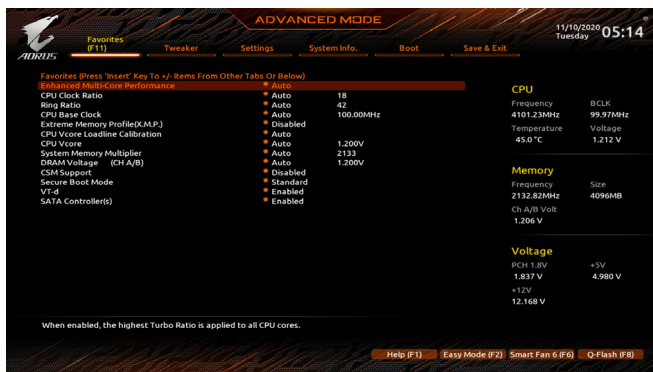 ADVANCED MODE
11/10/2020 Tuesday 05:14
AORUS
Favorites (F11) Tweaker Settings System Info. Boot Save & Exit
Favorites (Press 'Insert' Key To +/- Items From Other Tabs Or Below)
Enhanced Multi-Core Performance Auto
CPU Clock Ratio Auto 18
Ring Ratio Auto 42
CPU Base Clock Auto 100.00MHz
Extreme Memory Profile(X.M.P.) Disabled
CPU Vcore Loadline Calibration Auto
CPU Vcore Auto 1.200V
System Memory Multiplier Auto 2133
DRAM Voltage (CH A/B) Auto 1.200V
CSM Support Disabled
Secure Boot Mode Standard
VT-d Enabled
SATA Controller(s) Enabled
CPU
Frequency BCLK
4101.23MHz 99.97MHz
Temperature Voltage
45.0 °C 1.212 V
Memory
Frequency Size
2132.82MHz 4096MB
Ch A/B Volt
1.206 V
Voltage
PCH 1.8V +5V
1.837 V 4.980 V
+12V
12.168 V
When enabled, the highest Turbo Ratio is applied to all CPU cores.
Help (F1) Easy Mode (F2) Smart Fan 6 (F6) Q-Flash (F8)